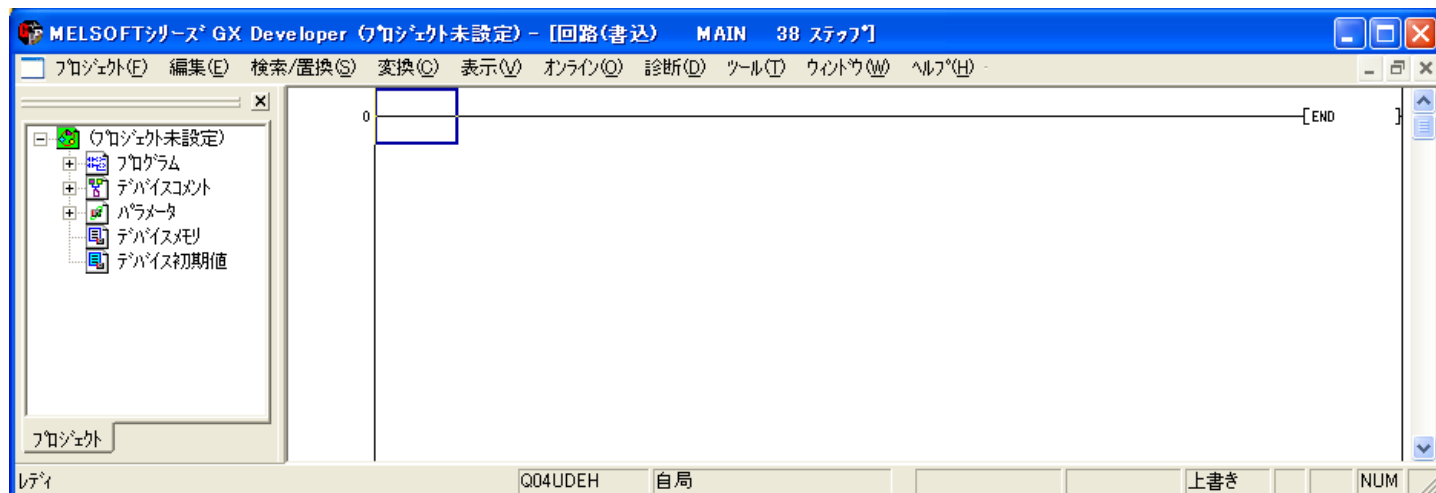 MELSOFTシリーズ GX Developer (プロジェクト未設定) - [回路(書込) MAIN 38 ステップ]
プロジェクト(F) 編集(E) 検索/置換(S) 変換(C) 表示(V) オンライン(O) 診断(D) ツール(T) ウィンドウ(W) ヘルプ(H)
0 [END ]
(プロジェクト未設定)
プログラム
デバイスコメント
パラメータ
デバイスメモリ
デバイス初期値
プロジェクト
レディ Q04UDEH 自局 上書き NUM